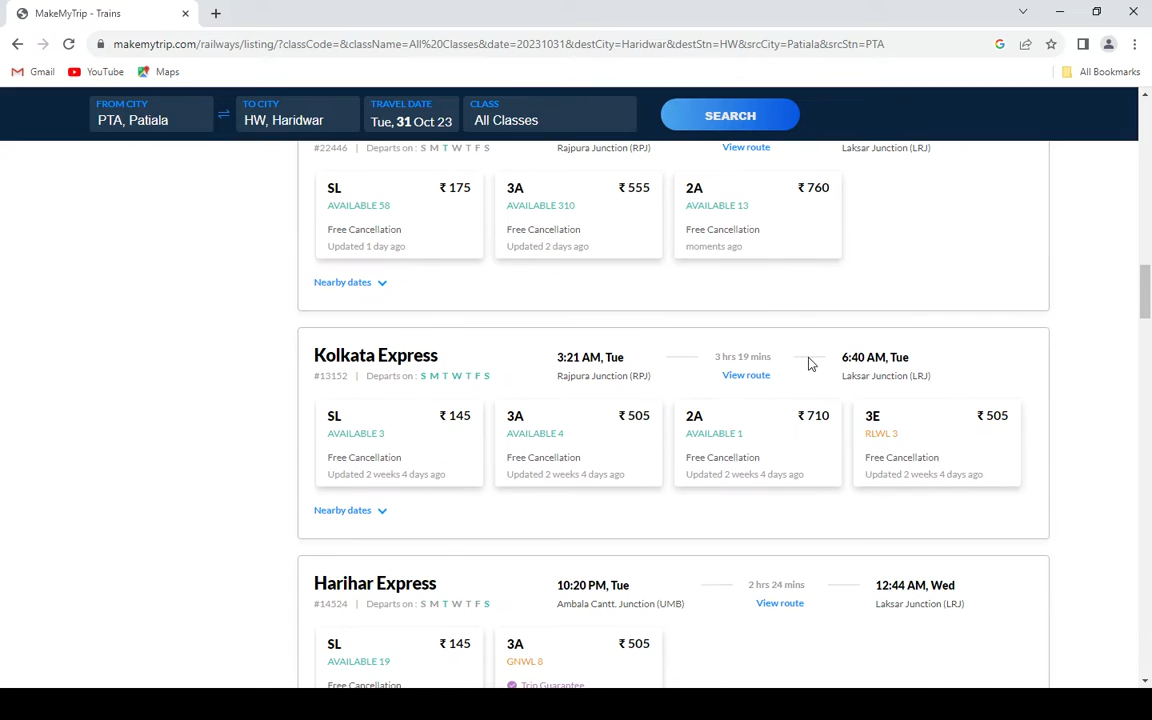 MakeMyTrip - Trains
makemytrip.com/railways/listing/?classCode=&className=All%20Classes&date=20231031&destCity=Haridwar&destStn=HW&srcCity=Patiala&srcStn=PTA
Gmail YouTube Maps All Bookmarks
FROM CITY TO CITY TRAVEL DATE CLASS
PTA, Patiala HW, Haridwar Tue, 31 Oct 23 All Classes SEARCH
#22446 | Departs on : S M T W T F S Rajpura Junction (RPJ) View route Laksar Junction (LRJ)
SL ₹ 175 3A ₹ 555 2A ₹ 760
AVAILABLE 58 AVAILABLE 310 AVAILABLE 13
Free Cancellation Free Cancellation Free Cancellation
Updated 1 day ago Updated 2 days ago moments ago
Nearby dates
Kolkata Express 3:21 AM, Tue 3 hrs 19 mins 6:40 AM, Tue
#13152 | Departs on : S M T W T F S Rajpura Junction (RPJ) View route Laksar Junction (LRJ)
SL ₹ 145 3A ₹ 505 2A ₹ 710 3E ₹ 505
AVAILABLE 3 AVAILABLE 4 AVAILABLE 1 RLWL 3
Free Cancellation Free Cancellation Free Cancellation Free Cancellation
Updated 2 weeks 4 days ago Updated 2 weeks 4 days ago Updated 2 weeks 4 days ago Updated 2 weeks 4 days ago
Nearby dates
Harihar Express 10:20 PM, Tue 2 hrs 24 mins 12:44 AM, Wed
#14524 | Departs on : S M T W T F S Ambala Cantt. Junction (UMB) View route Laksar Junction (LRJ)
SL ₹ 145 3A ₹ 505
AVAILABLE 19 GNWL 8
Free Cancellation Trip Guarantee